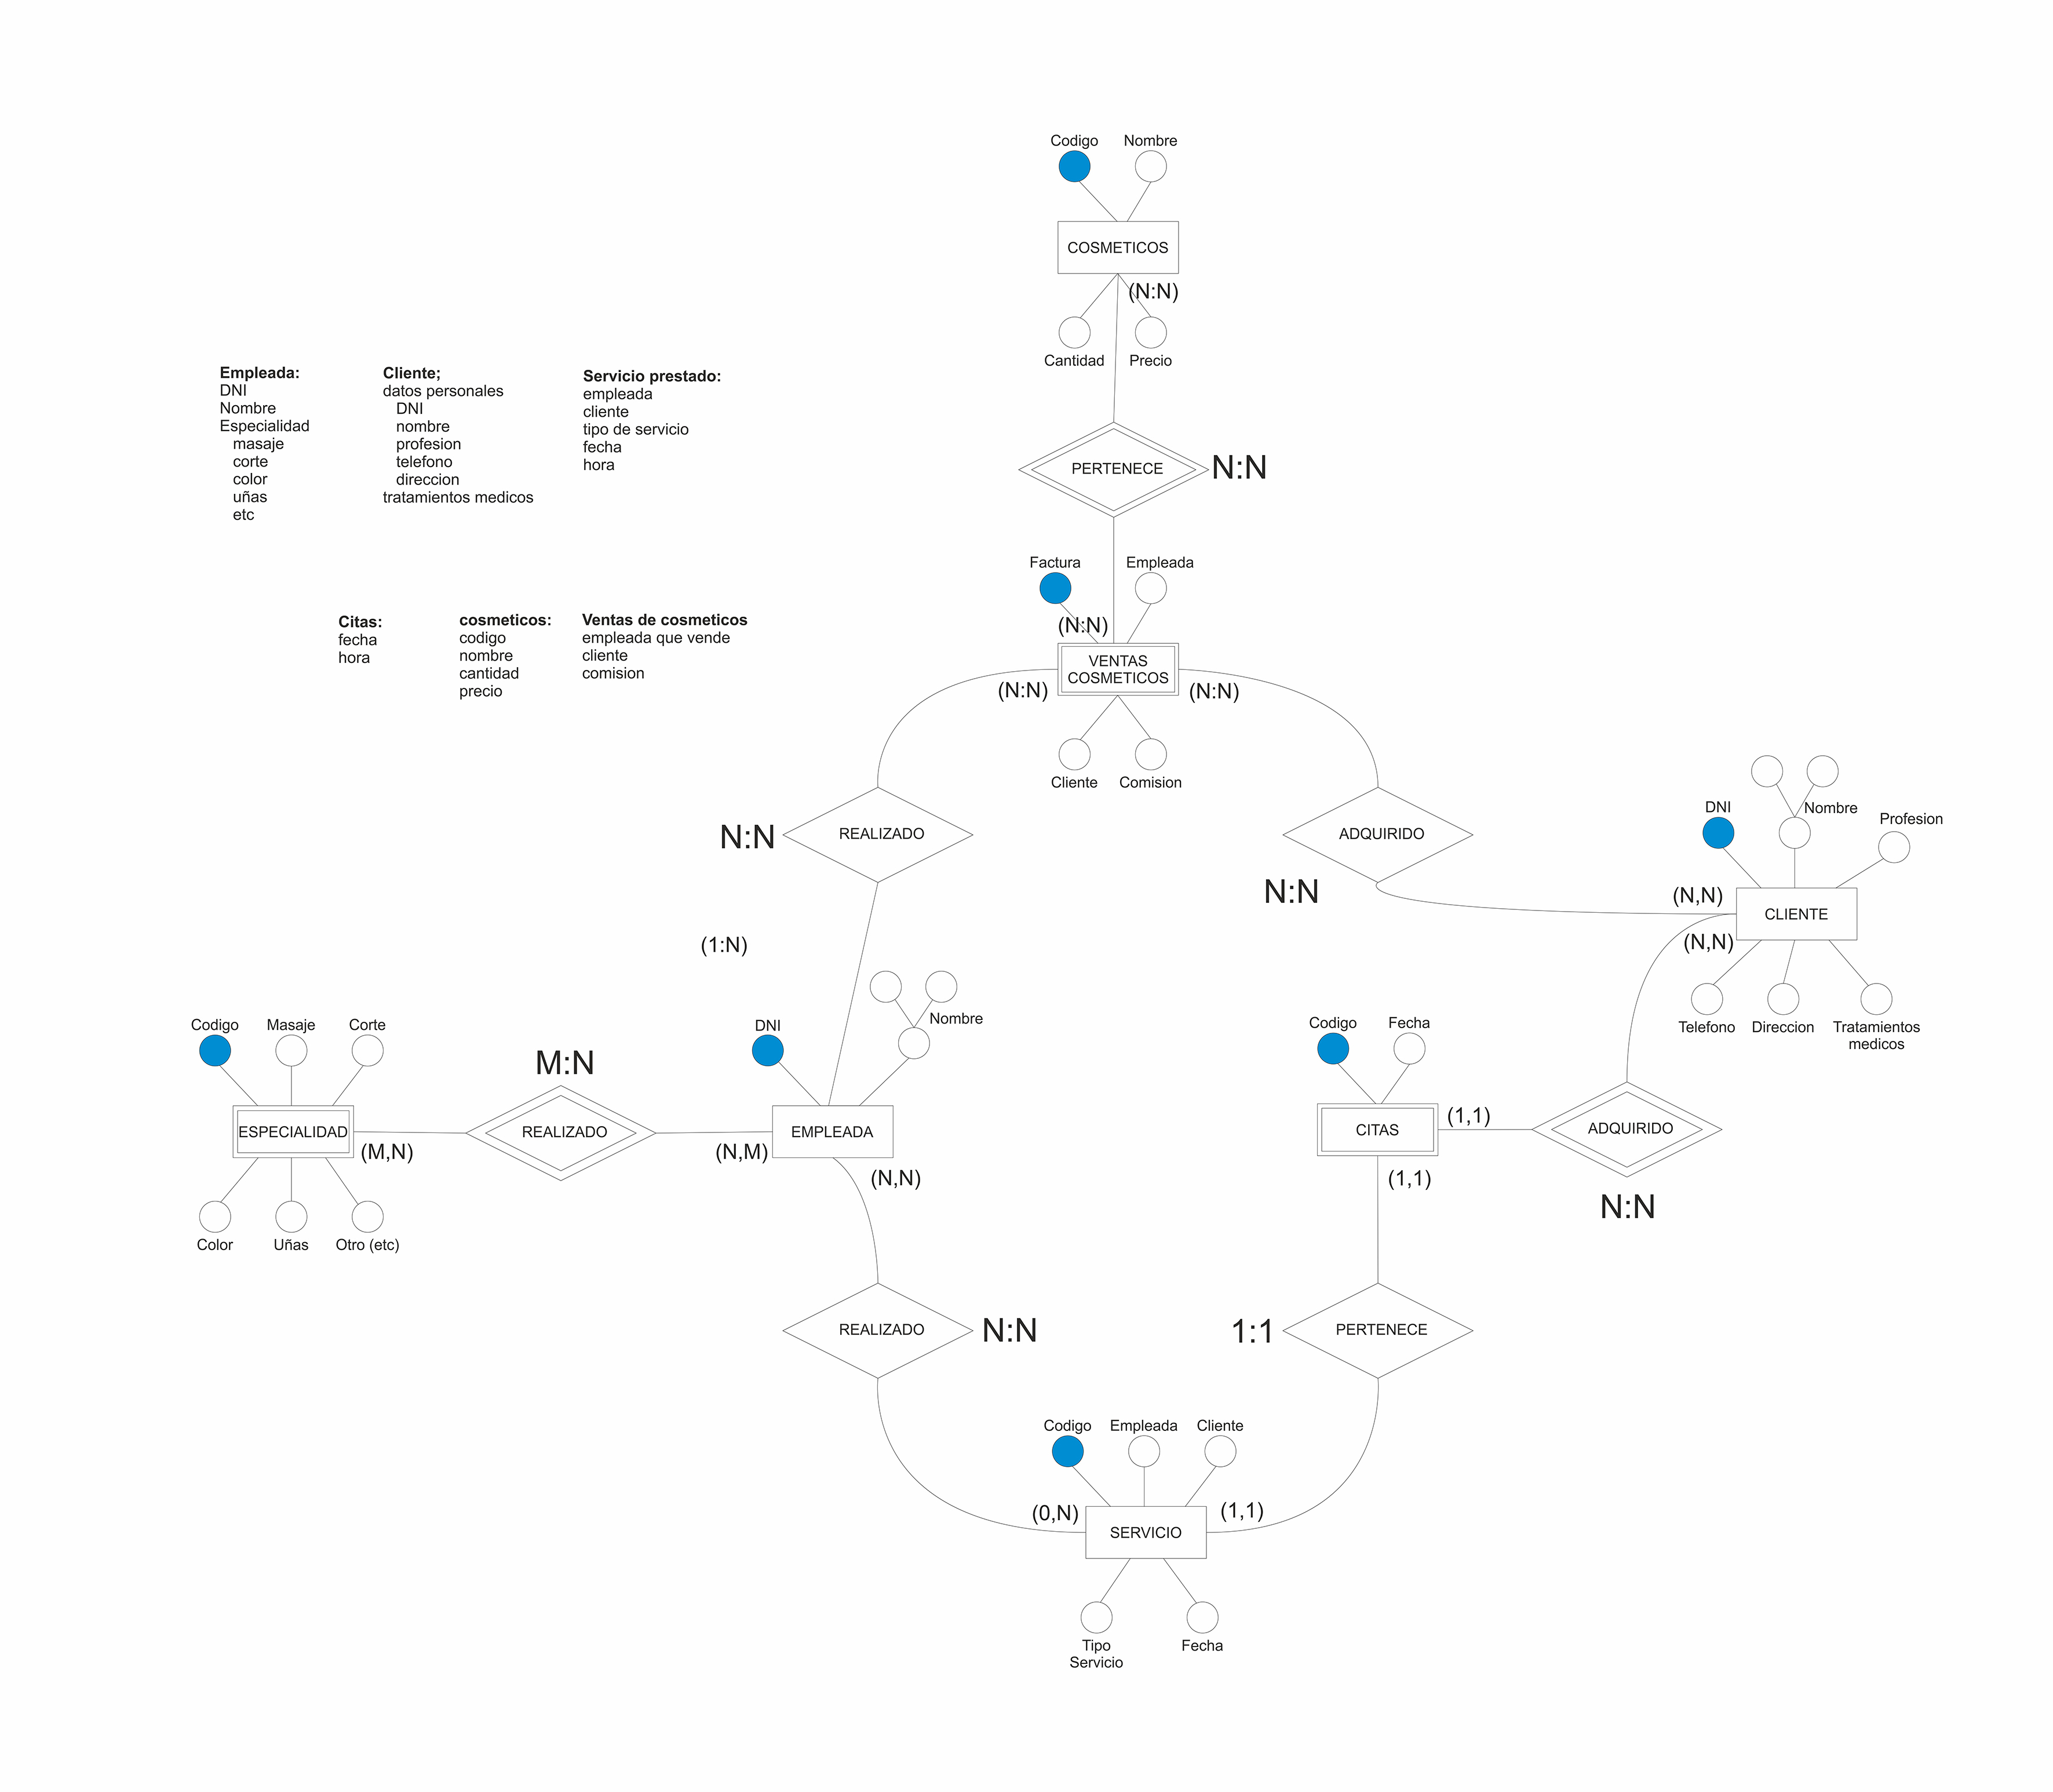 Codigo
Nombre
COSMETICOS
(N:N)
Cantidad
Precio
Empleada:
DNI
Nombre
Especialidad
masaje
corte
color
uñas
etc
Cliente;
datos personales
DNI
nombre
profesion
telefono
direccion
tratamientos medicos
Servicio prestado:
empleada
cliente
tipo de servicio
fecha
hora
PERTENECE
N:N
Citas:
fecha
hora
cosmeticos:
codigo
nombre
cantidad
precio
Ventas de cosmeticos
empleada que vende
cliente
comision
Factura
Empleada
(N:N)
VENTAS
COSMETICOS
(N:N)
(N:N)
Cliente
Comision
N:N
REALIZADO
ADQUIRIDO
N:N
DNI
Nombre
Profesion
(N,N)
CLIENTE
(N,N)
Telefono
Direccion
Tratamientos
medicos
(1:N)
Codigo
Masaje
Corte
ESPECIALIDAD
(M,N)
Color
Uñas
Otro (etc)
M:N
REALIZADO
DNI
Nombre
(N,M)
EMPLEADA
(N,N)
Codigo
Fecha
CITAS
(1,1)
(1,1)
ADQUIRIDO
N:N
REALIZADO
N:N
1:1
PERTENECE
Codigo
Empleada
Cliente
(0,N)
SERVICIO
(1,1)
Tipo
Servicio
Fecha